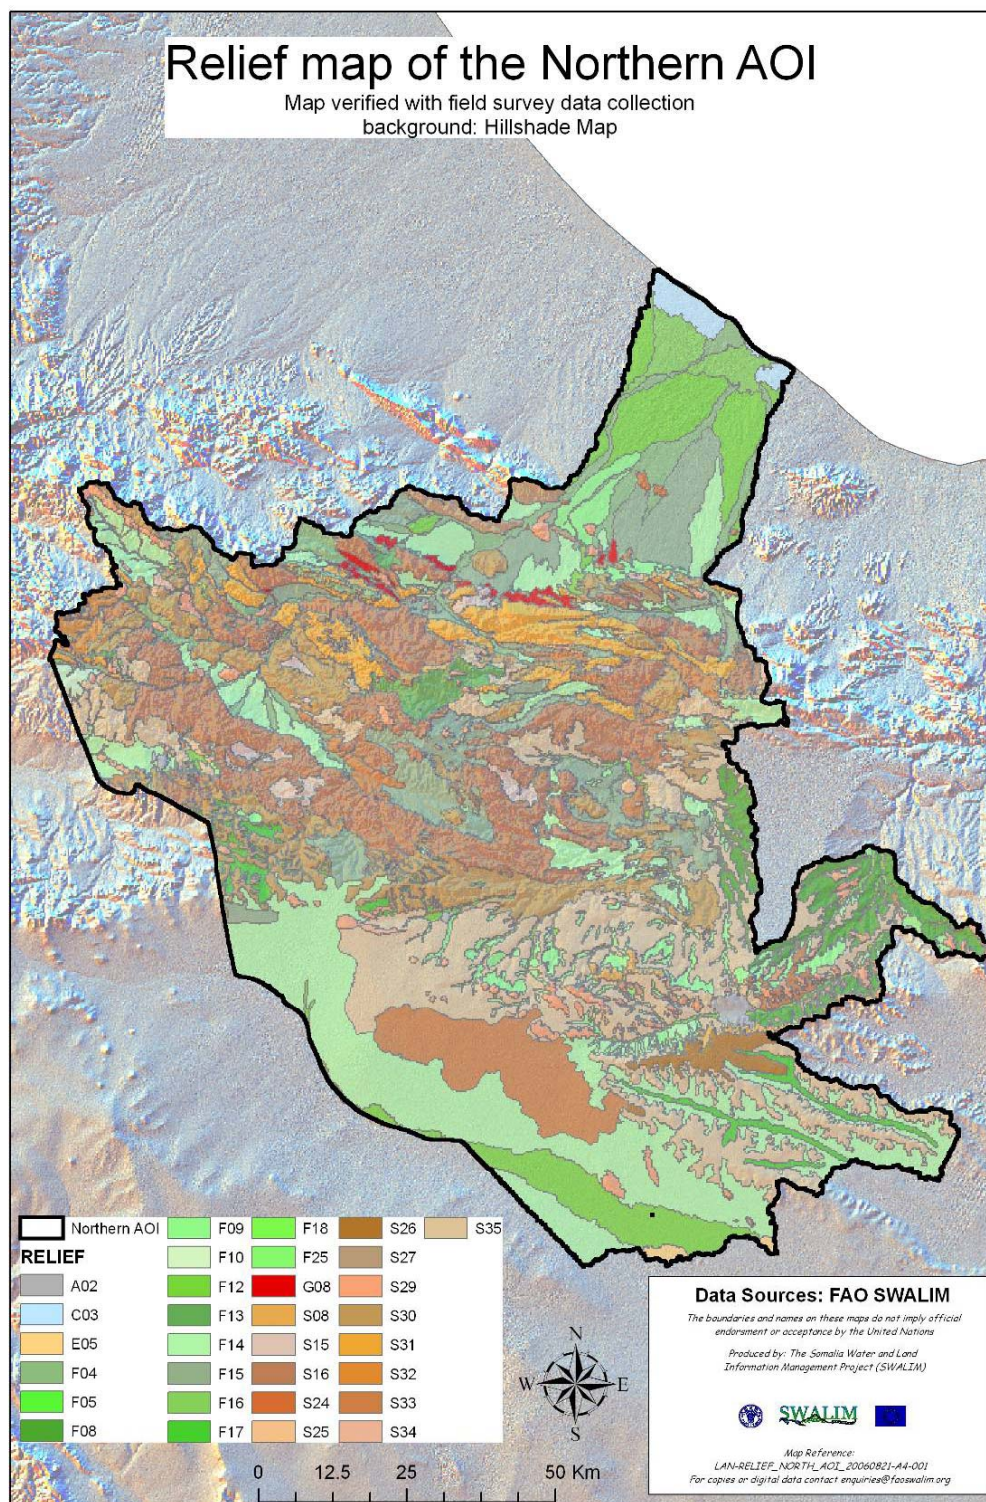 Relief map of the Northern AOI
Map verified with field survey data collection
background: Hillshade Map
Northern AOI
RELIEF
A02
C03
E05
F04
F05
F08
F09
F10
F12
F13
F14
F15
F16
F17
F18
F25
G08
S08
S15
S16
S24
S25
S26
S27
S29
S30
S31
S32
S33
S34
S35
N
W E
S
0 12.5 25 50 Km
Data Sources: FAO SWALIM
The boundaries and names on these maps do not imply official
endorsment or acceptance by the United Nations
Produced by: The Somalia Water and Land
Information Management Project (SWALIM)
SWALIM
Map Reference:
LAN-RELIEF_NORTH_AOI_20060821-A4-001
For copies or digital data contact enquiries@faoswalim.org